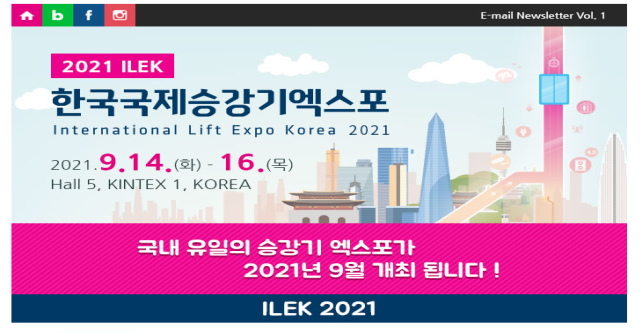 b f
E-mail Newsletter Vol. 1
2021 ILEK
한국국제승강기엑스포
International Lift Expo Korea 2021
2021.9.14.(화) - 16.(목)
Hall 5, KINTEX 1, KOREA
국내 유일의 승강기 엑스포가
2021년 9월 개최 됩니다 !
ILEK 2021